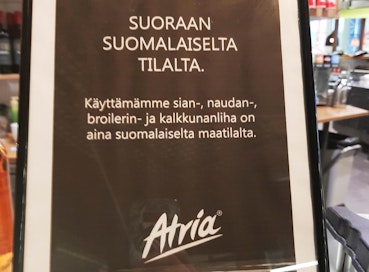 SUORAAN
SUOMALAISELTA
TILALTA.
Käyttämämme sian-, naudan-,
broilerin- ja kalkkunanliha on
aina suomalaiselta maatilalta.
Atria®